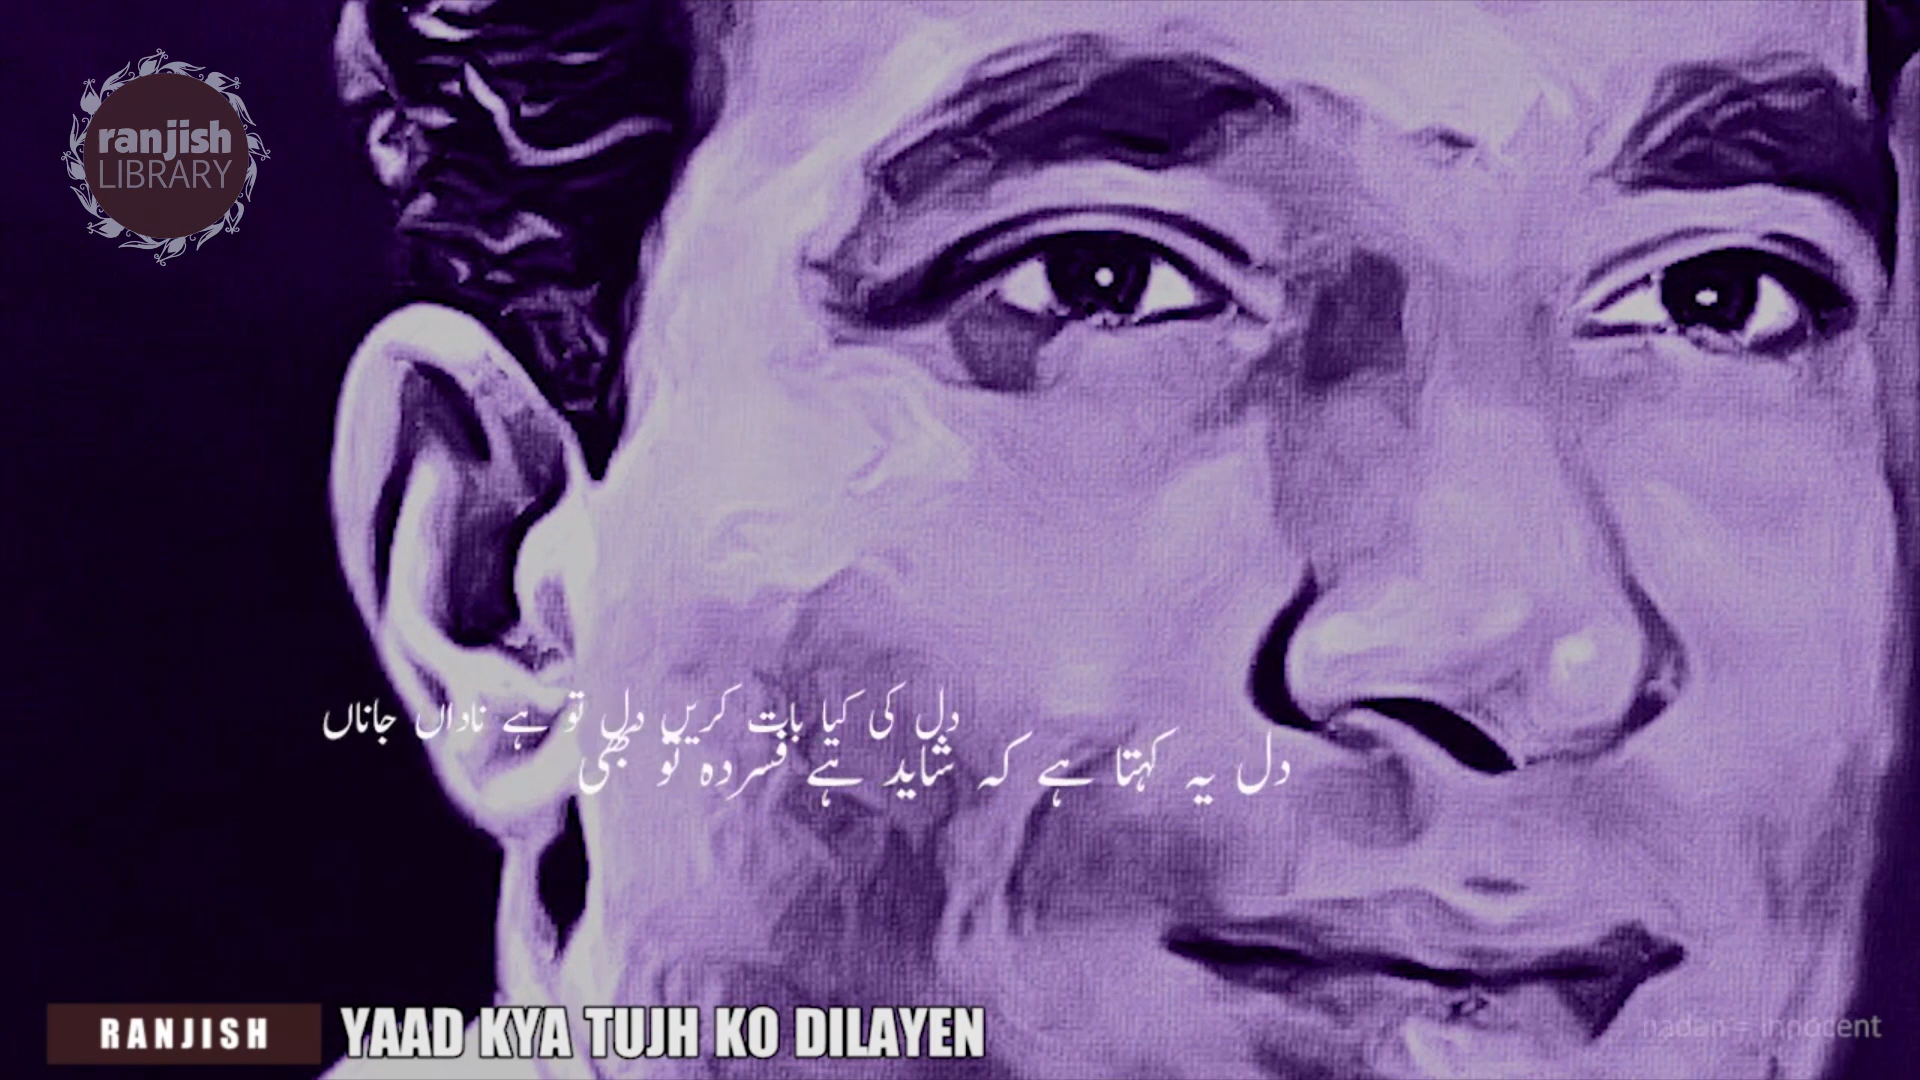 ranjish
LIBRARY
دل یہ کہتا ہے کہ شاید ہے فسردہ تو بھی
دل کی کیا بات کریں دل تو ہے ناداں جاناں
RANJISH YAAD KYA TUJH KO DILAYEN
nadan = innocent